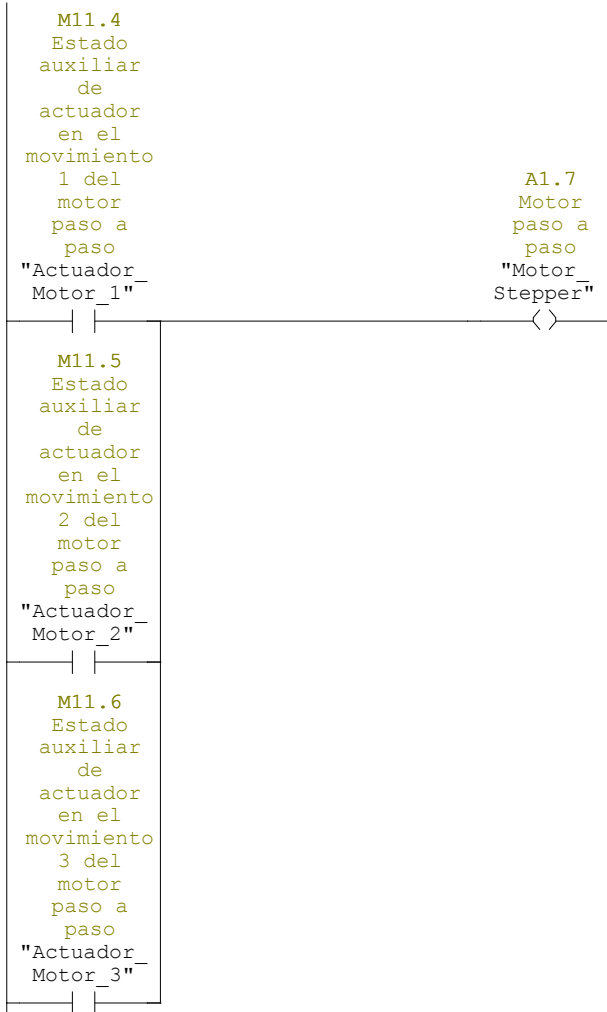 M11.4
Estado
auxiliar
de
actuador
en el
movimiento
1 del
motor
paso a
paso
"Actuador_
Motor_1"
A1.7
Motor
paso a
paso
"Motor_
Stepper"
M11.5
Estado
auxiliar
de
actuador
en el
movimiento
2 del
motor
paso a
paso
"Actuador_
Motor_2"
M11.6
Estado
auxiliar
de
actuador
en el
movimiento
3 del
motor
paso a
paso
"Actuador_
Motor_3"